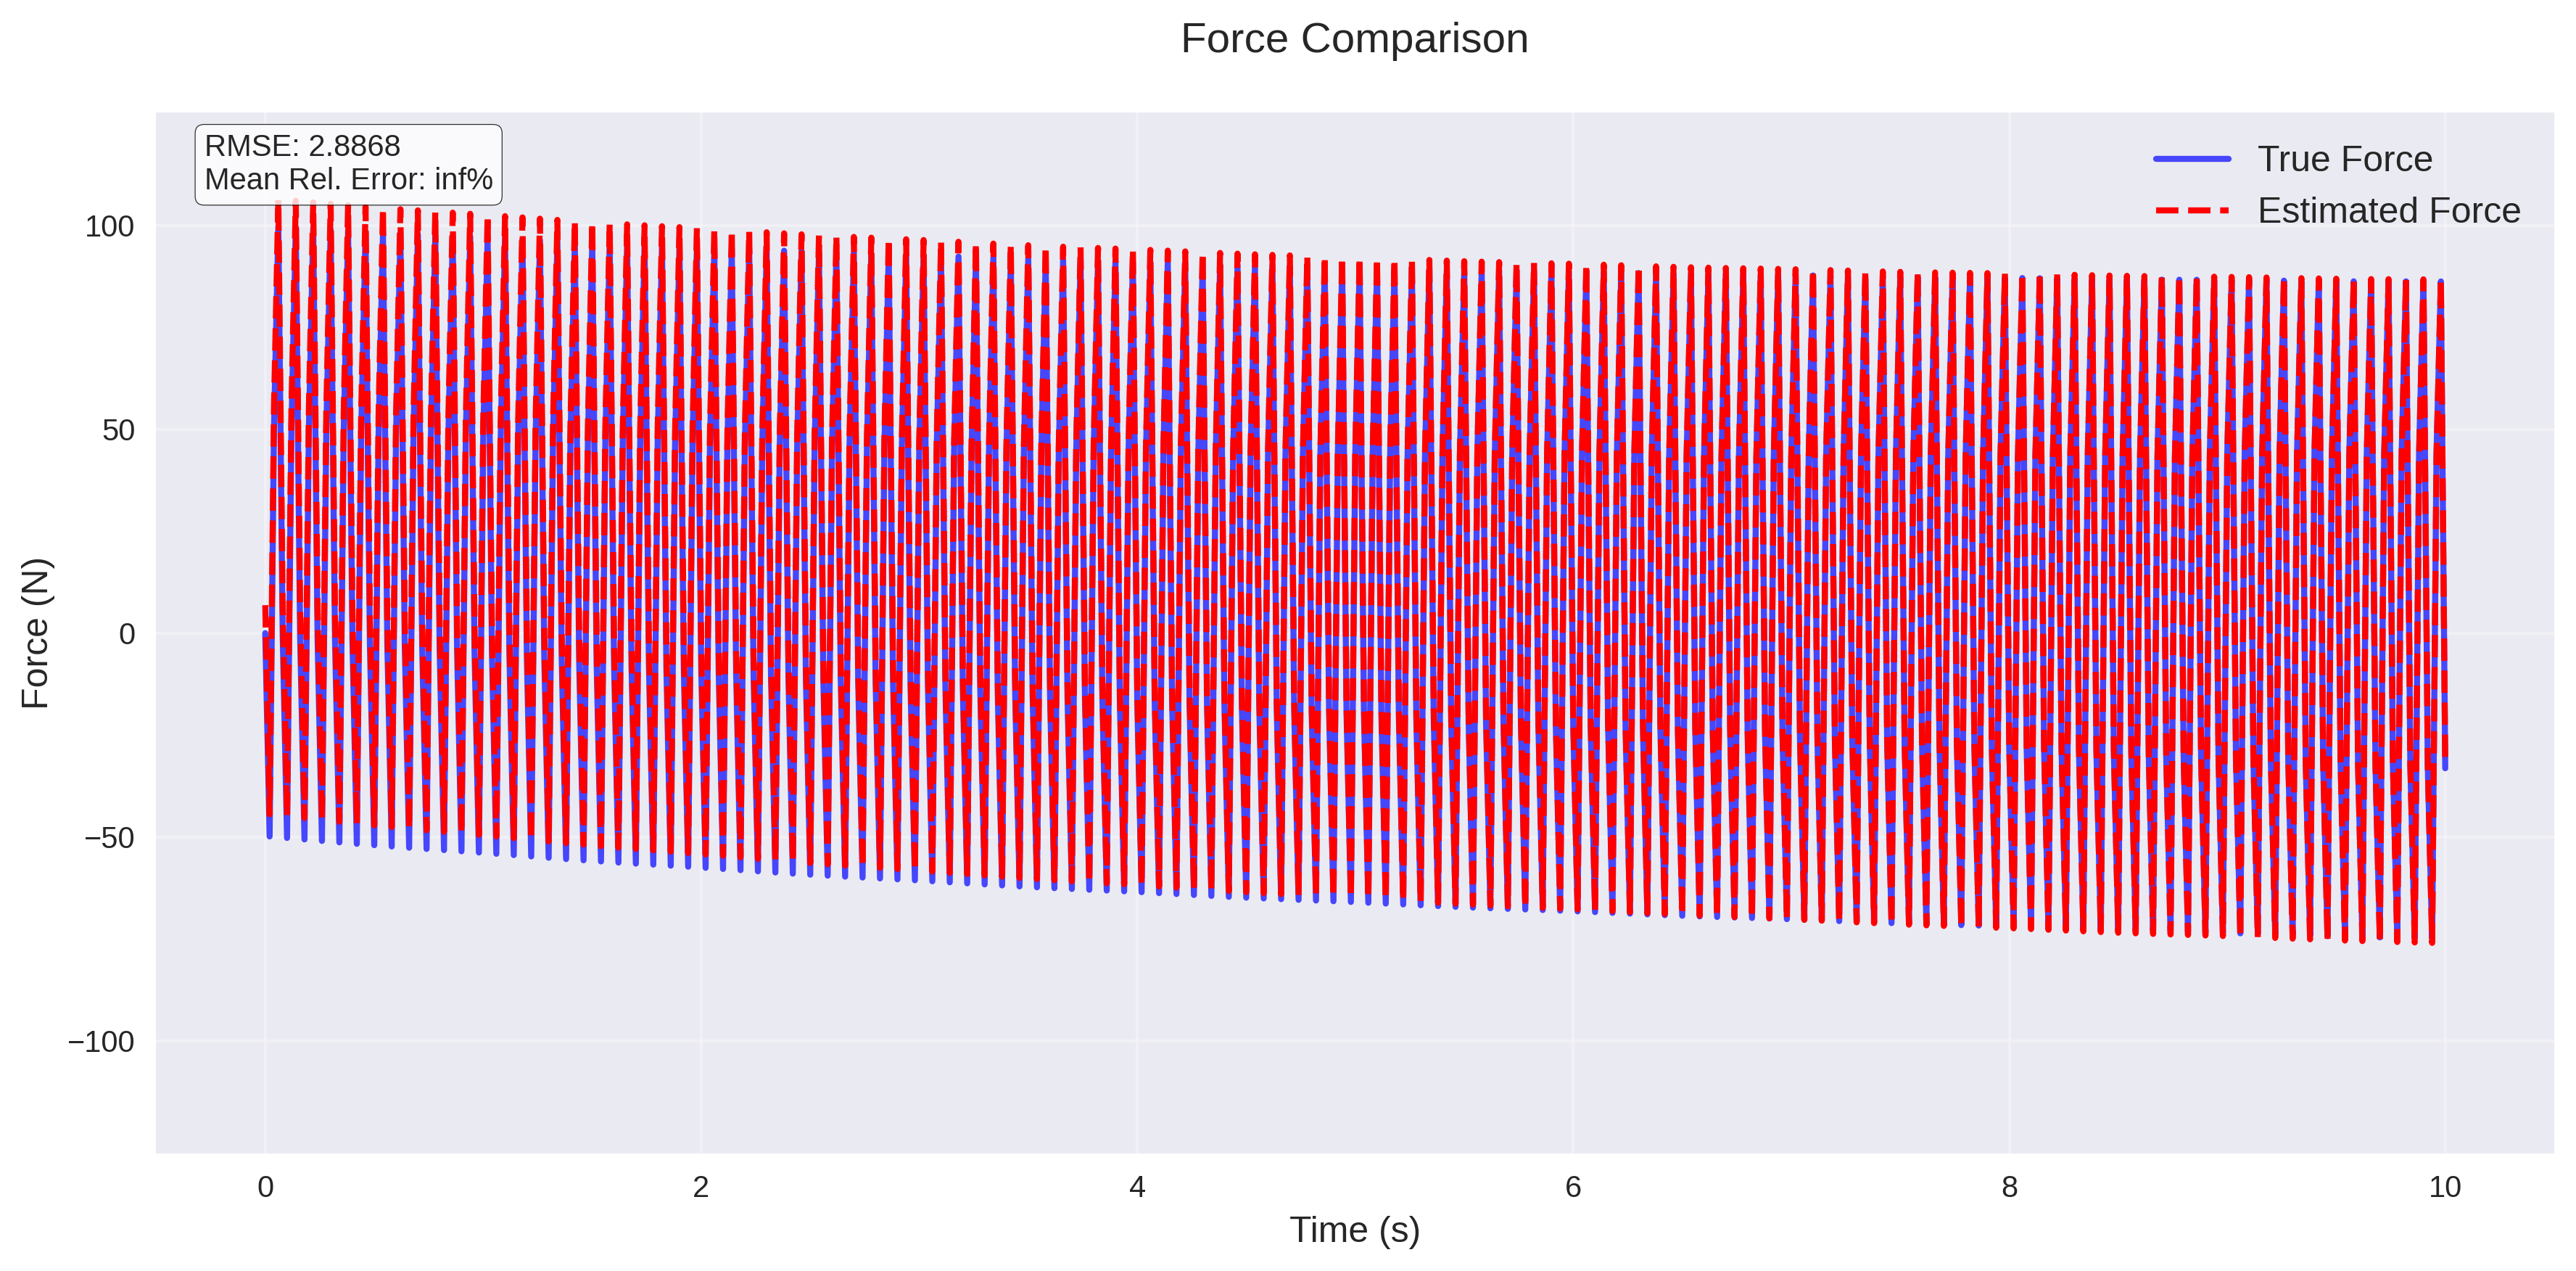 Force Comparison
RMSE: 2.8868
Mean Rel. Error: inf%
True Force
Estimated Force
100
50
0
−50
−100
Force (N)
0
2
4
6
8
10
Time (s)